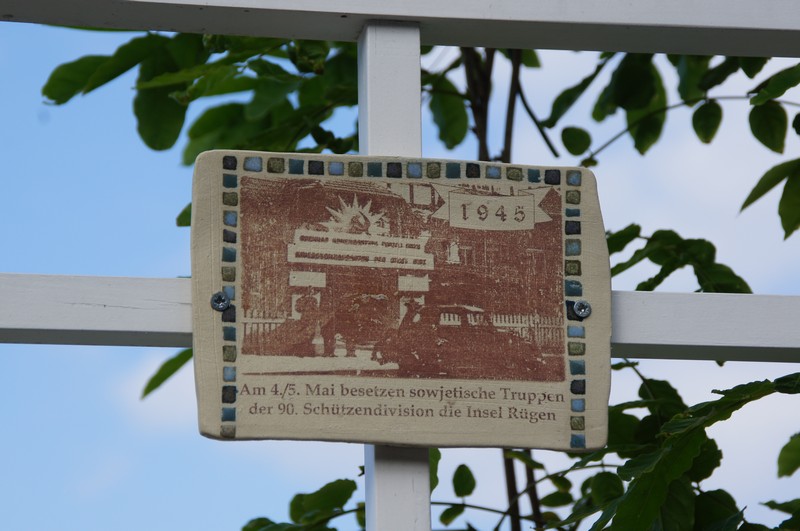 1945
Am 4./5. Mai besetzen sowjetische Truppen
der 90. Schützendivision die Insel Rügen